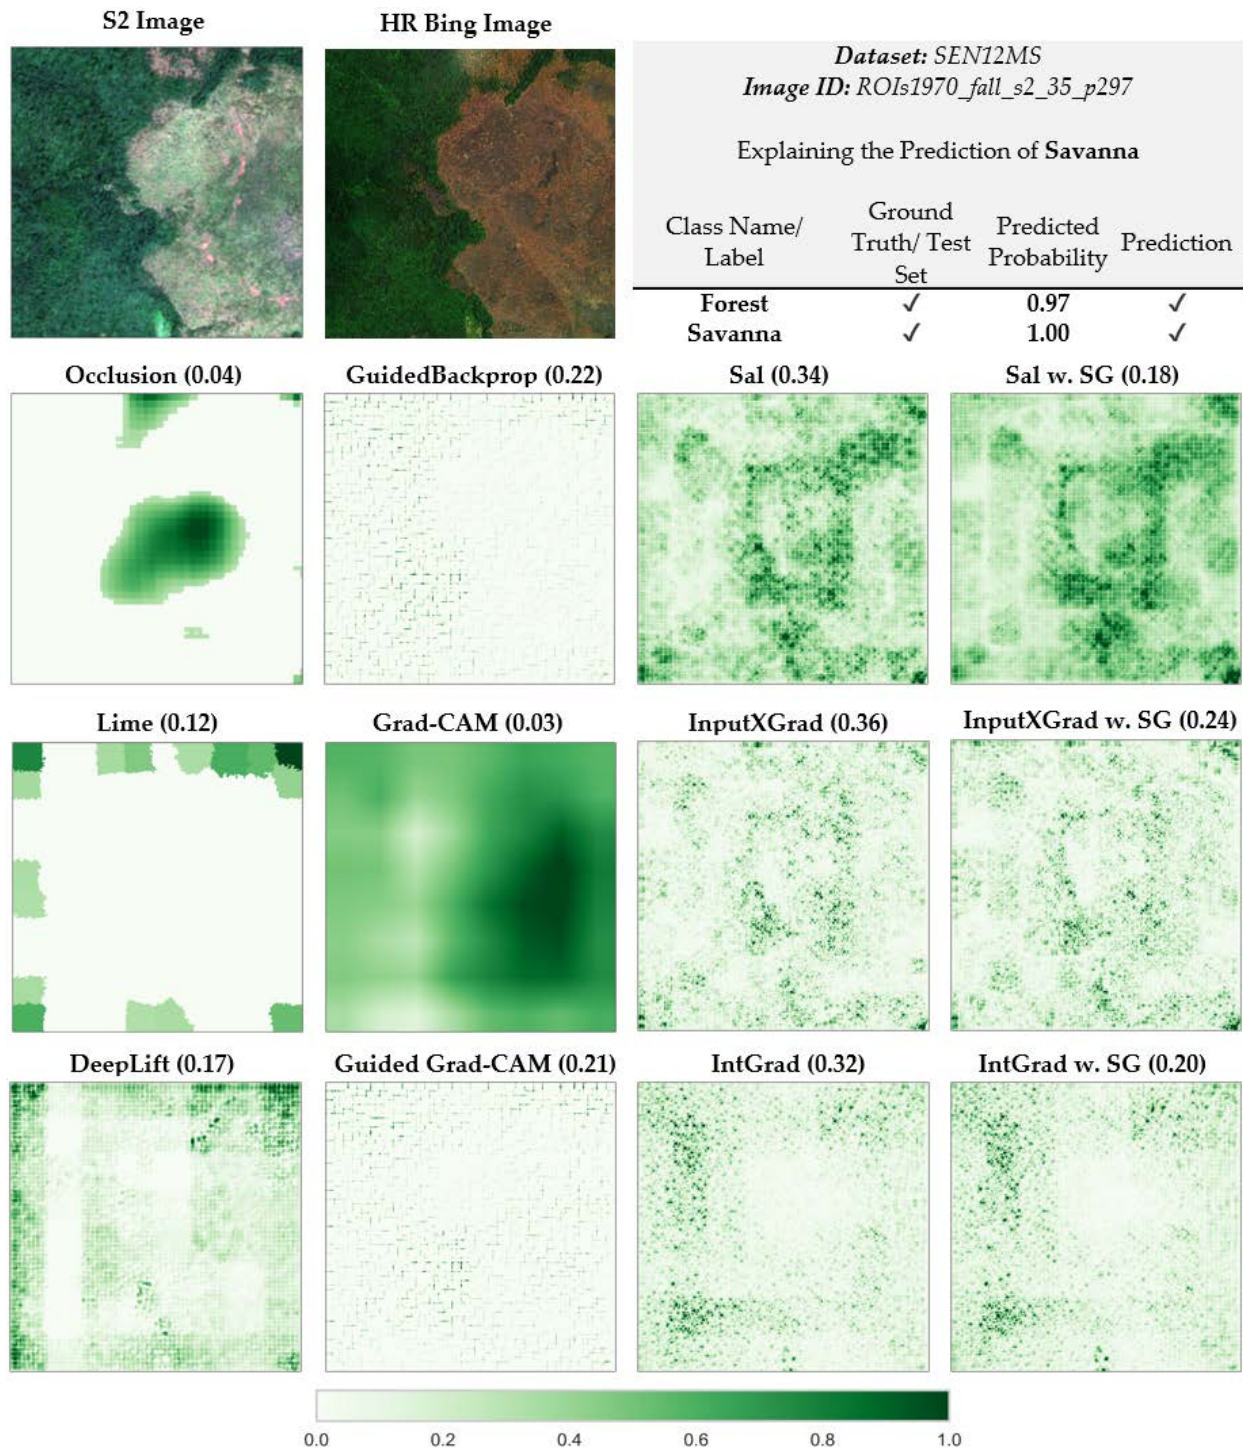 S2 Image
HR Bing Image
Dataset: SEN12MS
Image ID: ROIs1970_fall_s2_35_p297
Explaining the Prediction of Savanna
Class Name/ Label
Ground Truth/ Test Set
Predicted Probability
Prediction
Forest ✓ 0.97 ✓
Savanna ✓ 1.00 ✓
Occlusion (0.04)
GuidedBackprop (0.22)
Sal (0.34)
Sal w. SG (0.18)
Lime (0.12)
Grad-CAM (0.03)
InputXGrad (0.36)
InputXGrad w. SG (0.24)
DeepLift (0.17)
Guided Grad-CAM (0.21)
IntGrad (0.32)
IntGrad w. SG (0.20)
0.0 0.2 0.4 0.6 0.8 1.0